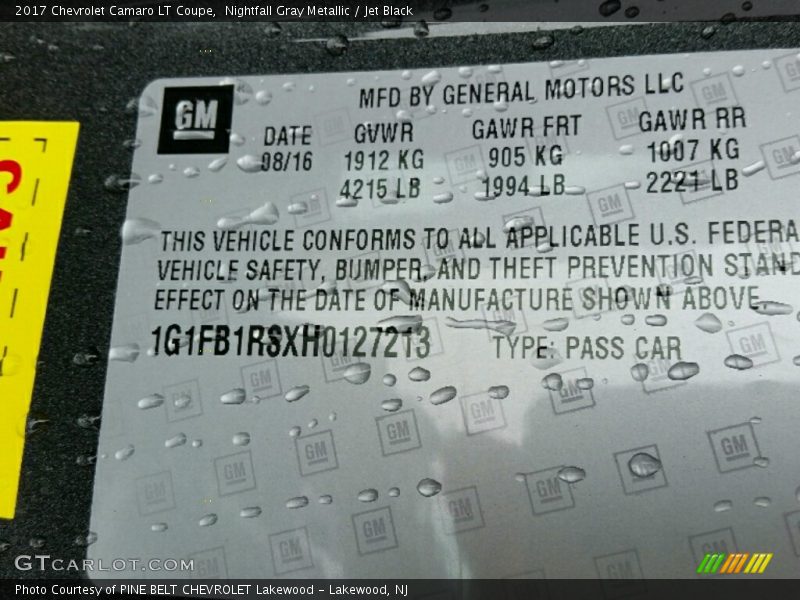 2017 Chevrolet Camaro LT Coupe,  Nightfall Gray Metallic / Jet Black
GM
MFD BY GENERAL MOTORS LLC
DATE GVWR GAWR FRT GAWR RR
08/16 1912 KG 905 KG 1007 KG
4215 LB 1994 LB 2221 LB
THIS VEHICLE CONFORMS TO ALL APPLICABLE U.S. FEDERA
VEHICLE SAFETY, BUMPER, AND THEFT PREVENTION STAND
EFFECT ON THE DATE OF MANUFACTURE SHOWN ABOVE.
1G1FB1RSXH0127213 TYPE: PASS CAR
GTCARLOT.COM
Photo Courtesy of PINE BELT CHEVROLET Lakewood - Lakewood, NJ